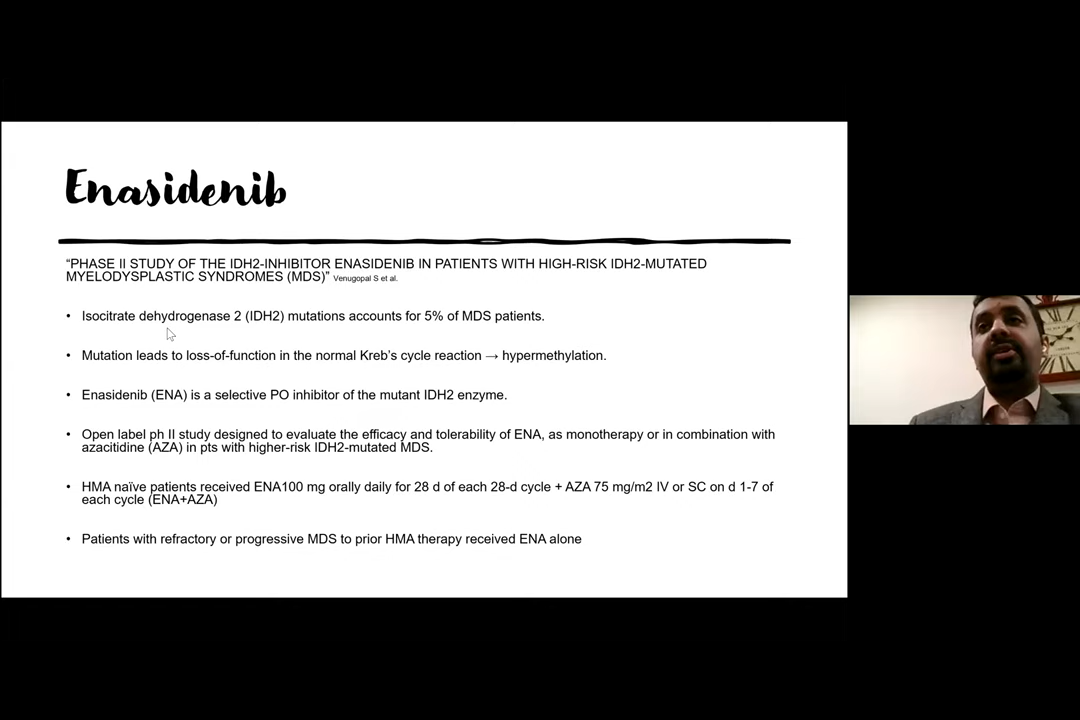 Enasidenib
“PHASE II STUDY OF THE IDH2-INHIBITOR ENASIDENIB IN PATIENTS WITH HIGH-RISK IDH2-MUTATED
MYELODYSPLASTIC SYNDROMES (MDS)” Venugopal S et al.
• Isocitrate dehydrogenase 2 (IDH2) mutations accounts for 5% of MDS patients.
• Mutation leads to loss-of-function in the normal Kreb’s cycle reaction → hypermethylation.
• Enasidenib (ENA) is a selective PO inhibitor of the mutant IDH2 enzyme.
• Open label ph II study designed to evaluate the efficacy and tolerability of ENA, as monotherapy or in combination with
azacitidine (AZA) in pts with higher-risk IDH2-mutated MDS.
• HMA naïve patients received ENA100 mg orally daily for 28 d of each 28-d cycle + AZA 75 mg/m2 IV or SC on d 1-7 of
each cycle (ENA+AZA)
• Patients with refractory or progressive MDS to prior HMA therapy received ENA alone